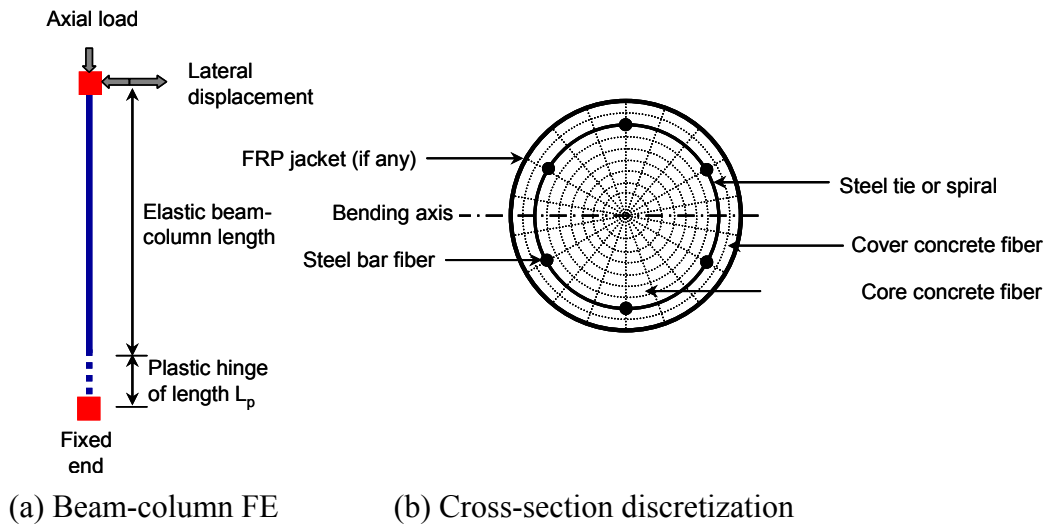 Axial load
Lateral
displacement
Elastic beam-
column length
Plastic hinge
of length Lp
Fixed
end
FRP jacket (if any)
Bending axis
Steel bar fiber
Steel tie or spiral
Cover concrete fiber
Core concrete fiber
(a) Beam-column FE
(b) Cross-section discretization